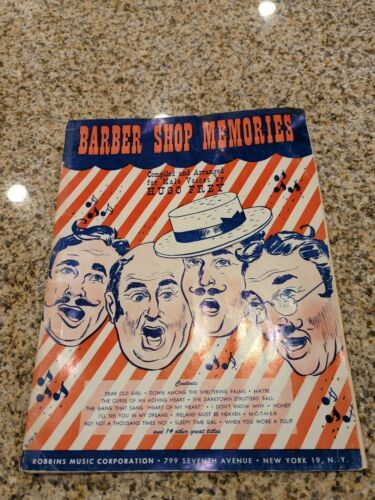 BARBER SHOP MEMORIES
Compiled and Arranged
for Male Voices by
HUGO FREY
Contents
DEAR OLD GIRL • DOWN AMONG THE SHELTERING PALMS • MAYBE
THE CURSE OF AN ACHING HEART • THE DARKTOWN STRUTTERS' BALL
THE GANG THAT SANG "HEART OF MY HEART" • I DON'T KNOW WHY • HONEY
I'LL SEE YOU IN MY DREAMS • IRELAND MUST BE HEAVEN • M-O-T-H-E-R
NO! NO! A THOUSAND TIMES NO! • SLEEPY TIME GAL • WHEN YOU WORE A TULIP
and 19 other great titles
ROBBINS MUSIC CORPORATION • 799 SEVENTH AVENUE • NEW YORK 19, N. Y.